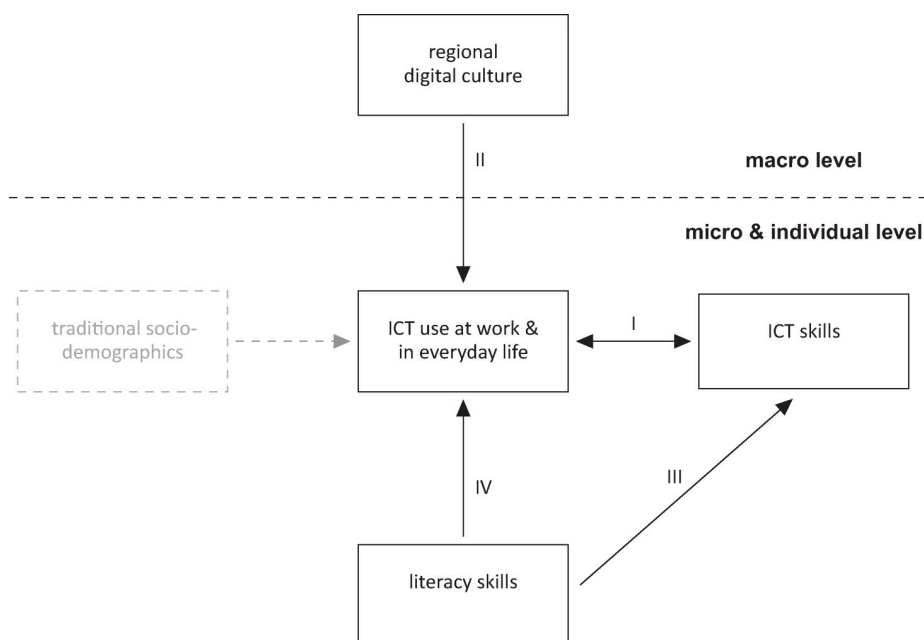 regional
digital culture
II
macro level
micro & individual level
traditional socio-
demographics
ICT use at work &
in everyday life
I
ICT skills
IV
III
literacy skills